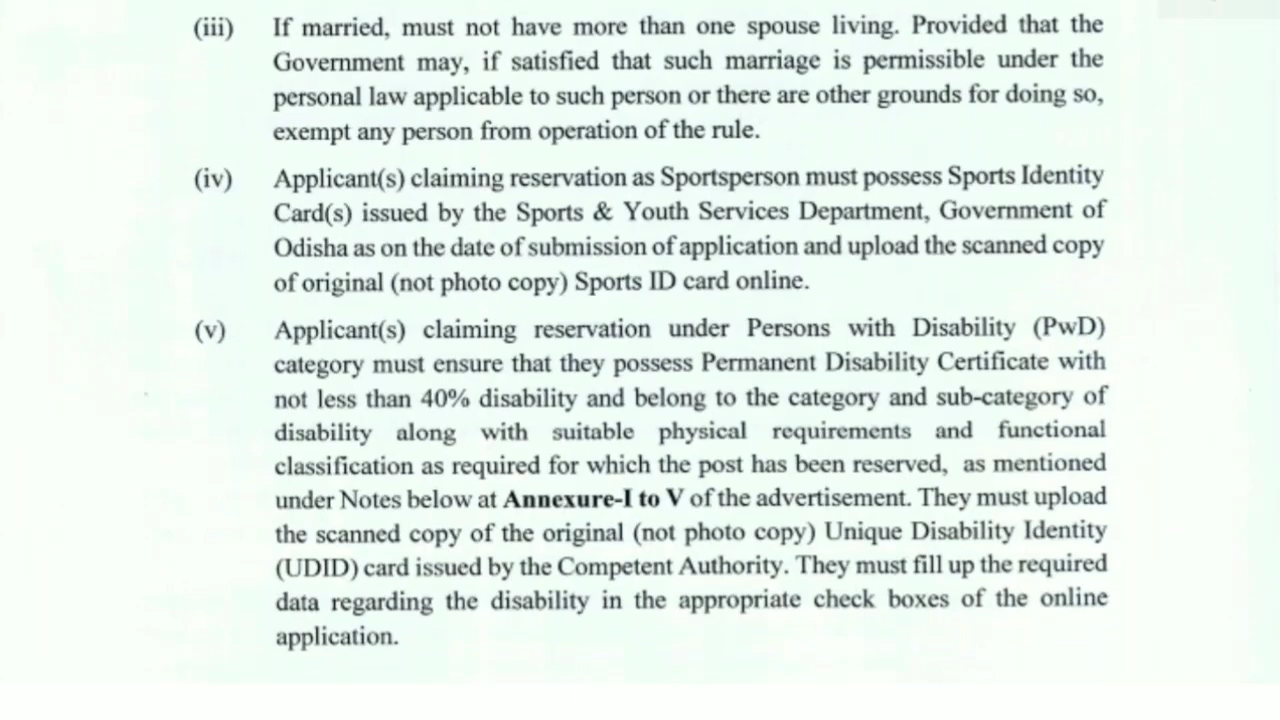 (iii) If married, must not have more than one spouse living. Provided that the
Government may, if satisfied that such marriage is permissible under the
personal law applicable to such person or there are other grounds for doing so,
exempt any person from operation of the rule.
(iv) Applicant(s) claiming reservation as Sportsperson must possess Sports Identity
Card(s) issued by the Sports & Youth Services Department, Government of
Odisha as on the date of submission of application and upload the scanned copy
of original (not photo copy) Sports ID card online.
(v) Applicant(s) claiming reservation under Persons with Disability (PwD)
category must ensure that they possess Permanent Disability Certificate with
not less than 40% disability and belong to the category and sub-category of
disability along with suitable physical requirements and functional
classification as required for which the post has been reserved, as mentioned
under Notes below at Annexure-I to V of the advertisement. They must upload
the scanned copy of the original (not photo copy) Unique Disability Identity
(UDID) card issued by the Competent Authority. They must fill up the required
data regarding the disability in the appropriate check boxes of the online
application.